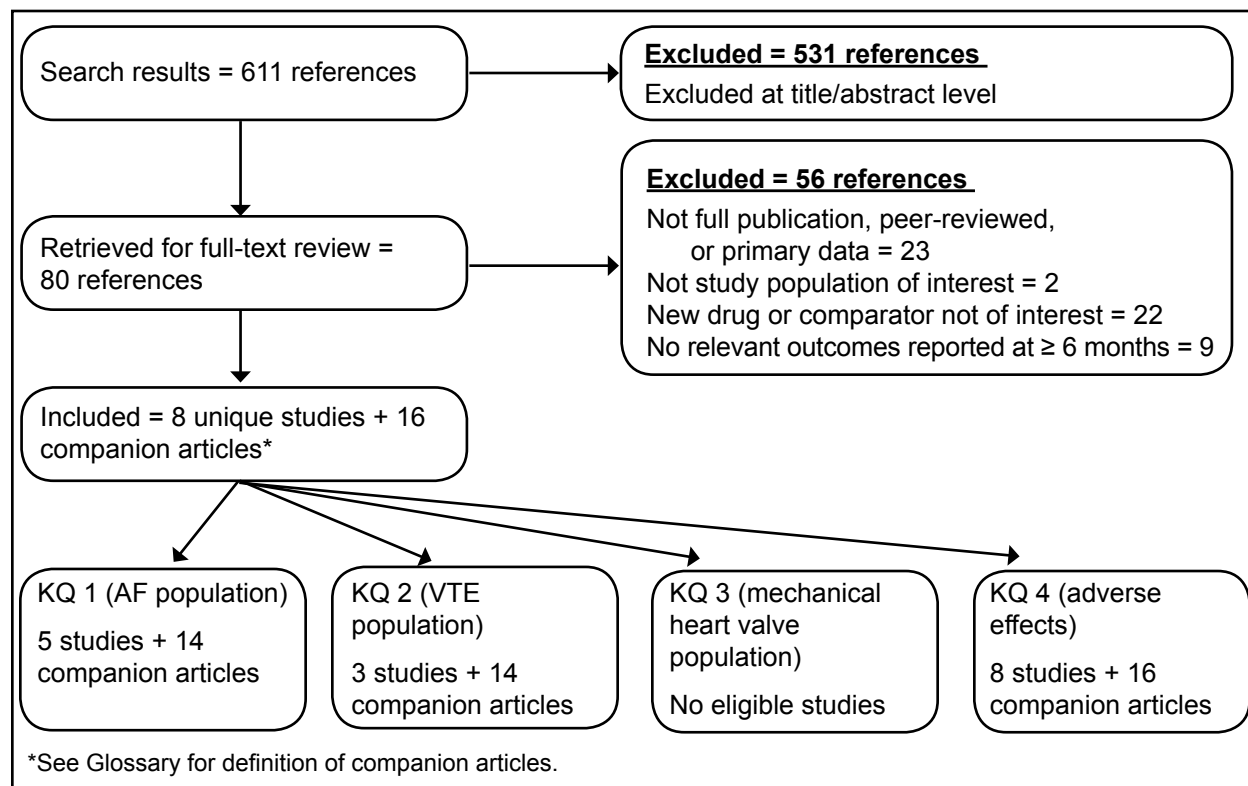 Search results = 611 references
Excluded = 531 references
Excluded at title/abstract level
Retrieved for full-text review =
80 references
Excluded = 56 references
Not full publication, peer-reviewed,
or primary data = 23
Not study population of interest = 2
New drug or comparator not of interest = 22
No relevant outcomes reported at ≥ 6 months = 9
Included = 8 unique studies + 16
companion articles*
KQ 1 (AF population)
5 studies + 14
companion articles
KQ 2 (VTE
population)
3 studies + 14
companion articles
KQ 3 (mechanical
heart valve
population)
No eligible studies
KQ 4 (adverse
effects)
8 studies + 16
companion articles
*See Glossary for definition of companion articles.